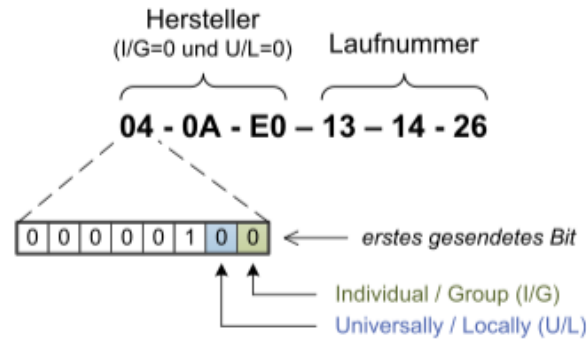 Hersteller
(I/G=0 und U/L=0)
Laufnummer
04 - 0A - E0 – 13 – 14 - 26
0 0 0 0 0 1 0 0
erstes gesendetes Bit
Individual / Group (I/G)
Universally / Locally (U/L)